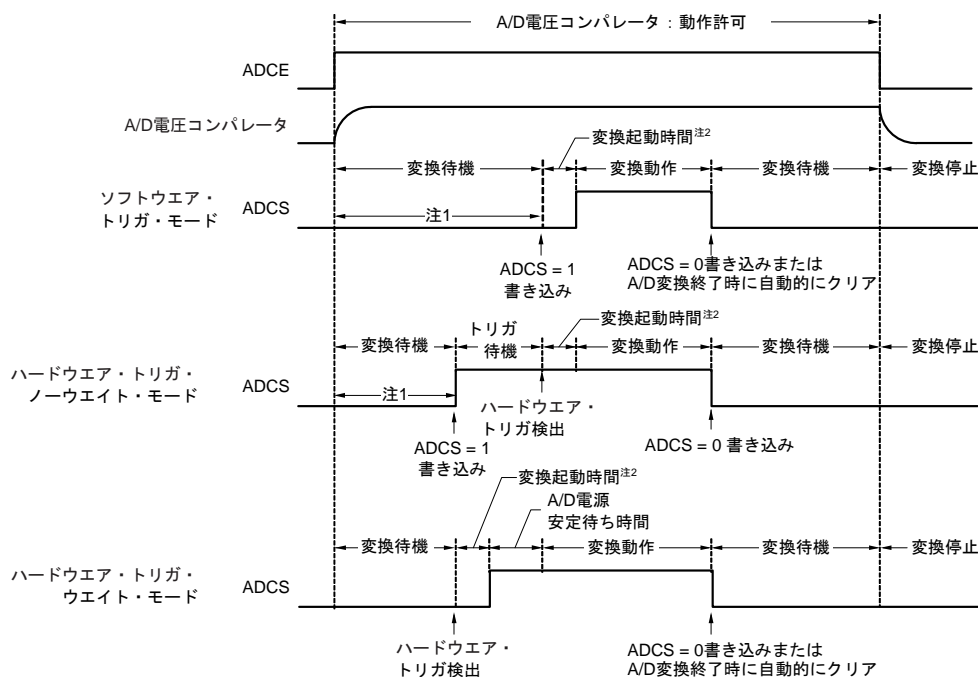 A/D電圧コンパレータ：動作許可
ADCE
A/D電圧コンパレータ
変換起動時間注2
変換待機
変換動作
変換待機
変換停止
ソフトウエア・
トリガ・モード
ADCS
注1
ADCS = 1
書き込み
ADCS = 0書き込みまたは
A/D変換終了時に自動的にクリア
変換起動時間注2
変換待機
トリガ
待機
変換動作
変換待機
変換停止
ハードウエア・トリガ・
ノーウエイト・モード
ADCS
注1
ハードウエア・
トリガ検出
ADCS = 1
書き込み
ADCS = 0 書き込み
変換起動時間注2
A/D電源
安定待ち時間
変換待機
変換動作
変換待機
変換停止
ハードウエア・トリガ・
ウエイト・モード
ADCS
ハードウエア・
トリガ検出
ADCS = 0書き込みまたは
A/D変換終了時に自動的にクリア